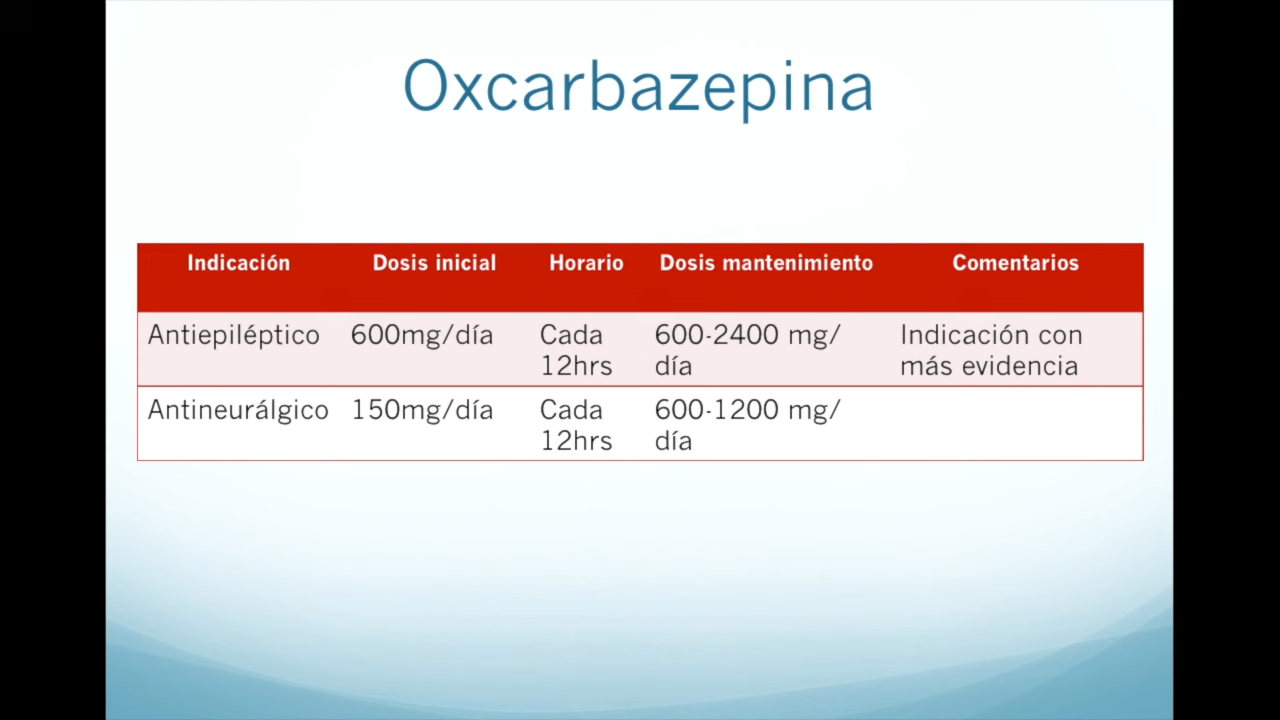 Oxcarbazepina
Indicación Dosis inicial Horario Dosis mantenimiento Comentarios
Antiepiléptico 600mg/día Cada 12hrs 600-2400 mg/ día Indicación con más evidencia
Antineurálgico 150mg/día Cada 12hrs 600-1200 mg/ día